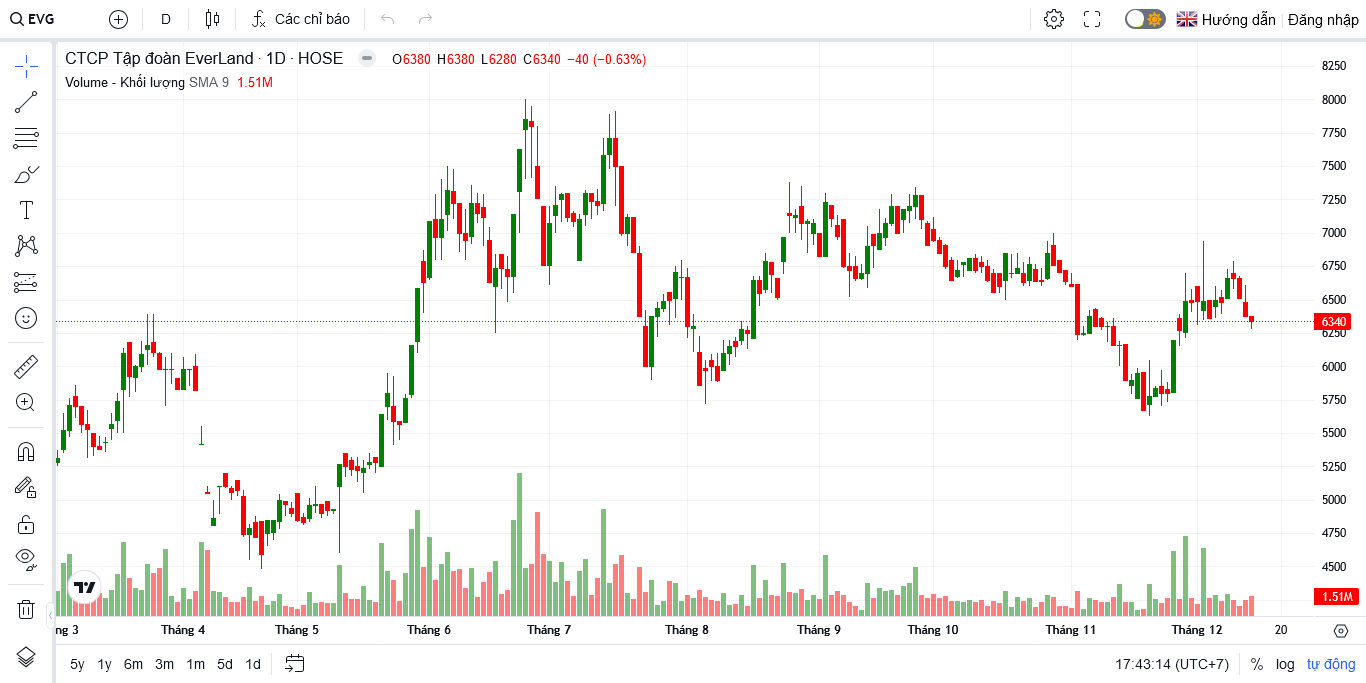 EVG D Các chỉ báo Hướng dẫn Đăng nhập
CTCP Tập đoàn EverLand · 1D · HOSE O6380 H6380 L6280 C6340 −40 (−0.63%)
Volume - Khối lượng SMA 9 1.51M
8250
8000
7750
7500
7250
7000
6750
6500
6340
6250
6000
5750
5500
5250
5000
4750
4500
1.51M
ng 3 Tháng 4 Tháng 5 Tháng 6 Tháng 7 Tháng 8 Tháng 9 Tháng 10 Tháng 11 Tháng 12 20
5y 1y 6m 3m 1m 5d 1d 17:43:14 (UTC+7) % log tự động